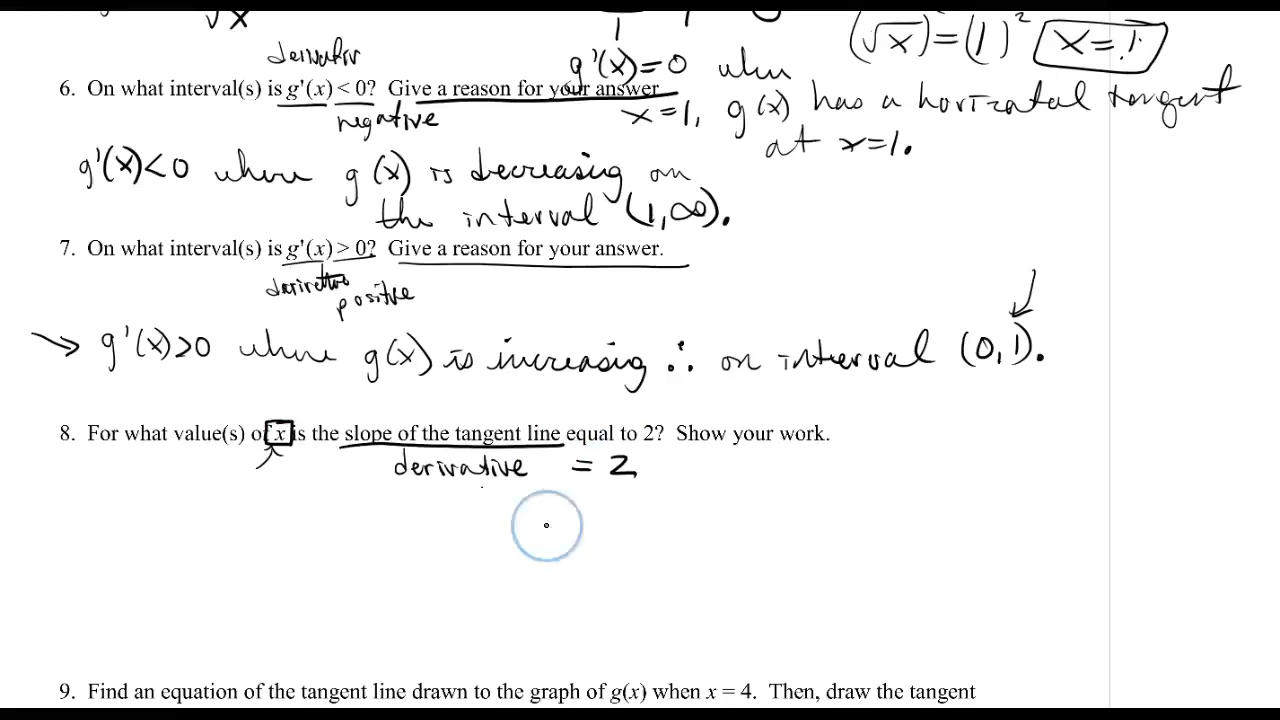 √x 1
(√x)² = (1)² x = 1.
derivative
g'(x) = 0 when
6. On what interval(s) is g'(x) < 0? Give a reason for your answer
negative
x = 1, g(x) has a horizontal tangent
at x = 1.
g'(x) < 0 where g(x) is decreasing on
the interval (1, ∞).
7. On what interval(s) is g'(x) > 0? Give a reason for your answer.
derivative
positive
g'(x) > 0 where g(x) is increasing ∴ on interval (0, 1).
8. For what value(s) of x is the slope of the tangent line equal to 2? Show your work.
derivative = 2
9. Find an equation of the tangent line drawn to the graph of g(x) when x = 4. Then, draw the tangent